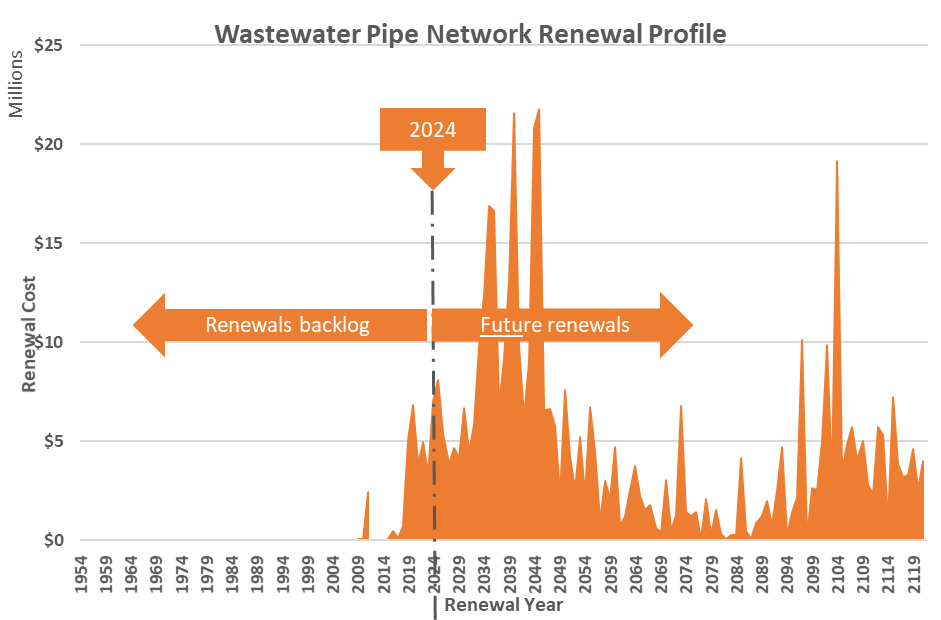 Wastewater Pipe Network Renewal Profile
Millions
$25
$20
$15
$10
$5
$0
Renewal Cost
2024
Renewals backlog
Future renewals
1954 1959 1964 1969 1974 1979 1984 1989 1994 1999 2004 2009 2014 2019 2024 2029 2034 2039 2044 2049 2054 2059 2064 2069 2074 2079 2084 2089 2094 2099 2104 2109 2114 2119
Renewal Year